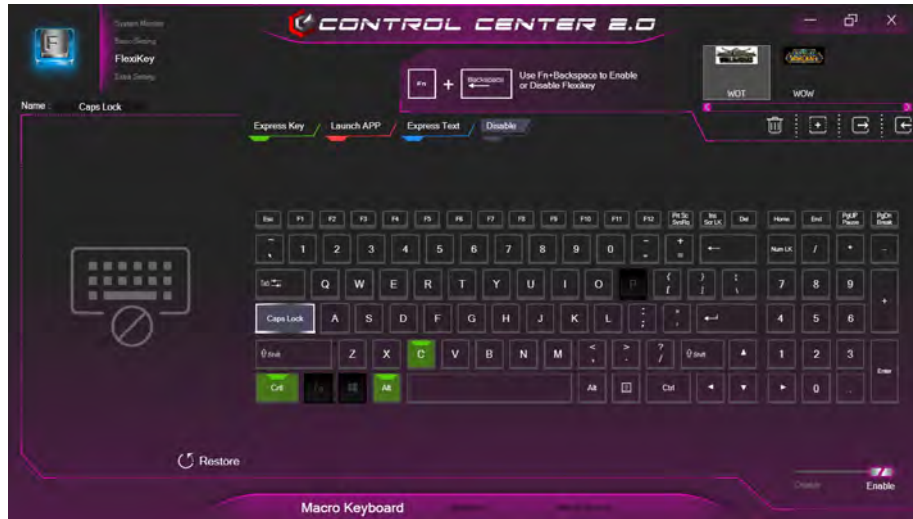 CONTROL CENTER 2.0
System Monitor
FlexiKey
Fn + Backspace Use Fn+Backspace to Enable
or Disable Flexikey
WOT WOW
Name : Caps Lock
Express Key / Launch APP / Express Text / Disable
Esc F1 F2 F3 F4 F5 F6 F7 F8 F9 F10 F11 F12 Prt Sc Ins Del Home End PgUP PgDn
SysRq Scr LK Pause Break
~ 1 2 3 4 5 6 7 8 9 0 - + ← Num LK / * -
Tab Q W E R T Y U I O P { } 7 8 9 +
Caps Lock A S D F G H J K L ; 4 5 6
Shift Z X C V B N M < > ? / Shift ▲ 1 2 3 Enter
Crtl Fn Alt Alt Ctrl ◄ ▼ ► 0 .
Restore
Disable Enable
Macro Keyboard